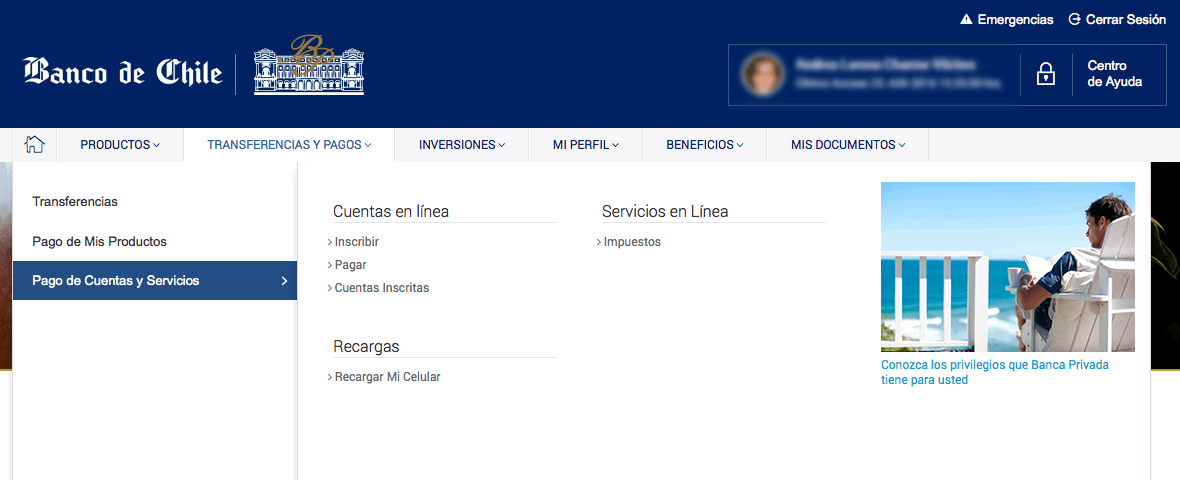 Emergencias
Cerrar Sesión
Banco de Chile
Centro
de Ayuda
PRODUCTOS
TRANSFERENCIAS Y PAGOS
INVERSIONES
MI PERFIL
BENEFICIOS
MIS DOCUMENTOS
Transferencias
Pago de Mis Productos
Pago de Cuentas y Servicios
Cuentas en línea
Inscribir
Pagar
Cuentas Inscritas
Recargas
Recargar Mi Celular
Servicios en Línea
Impuestos
Conozca los privilegios que Banca Privada
tiene para usted